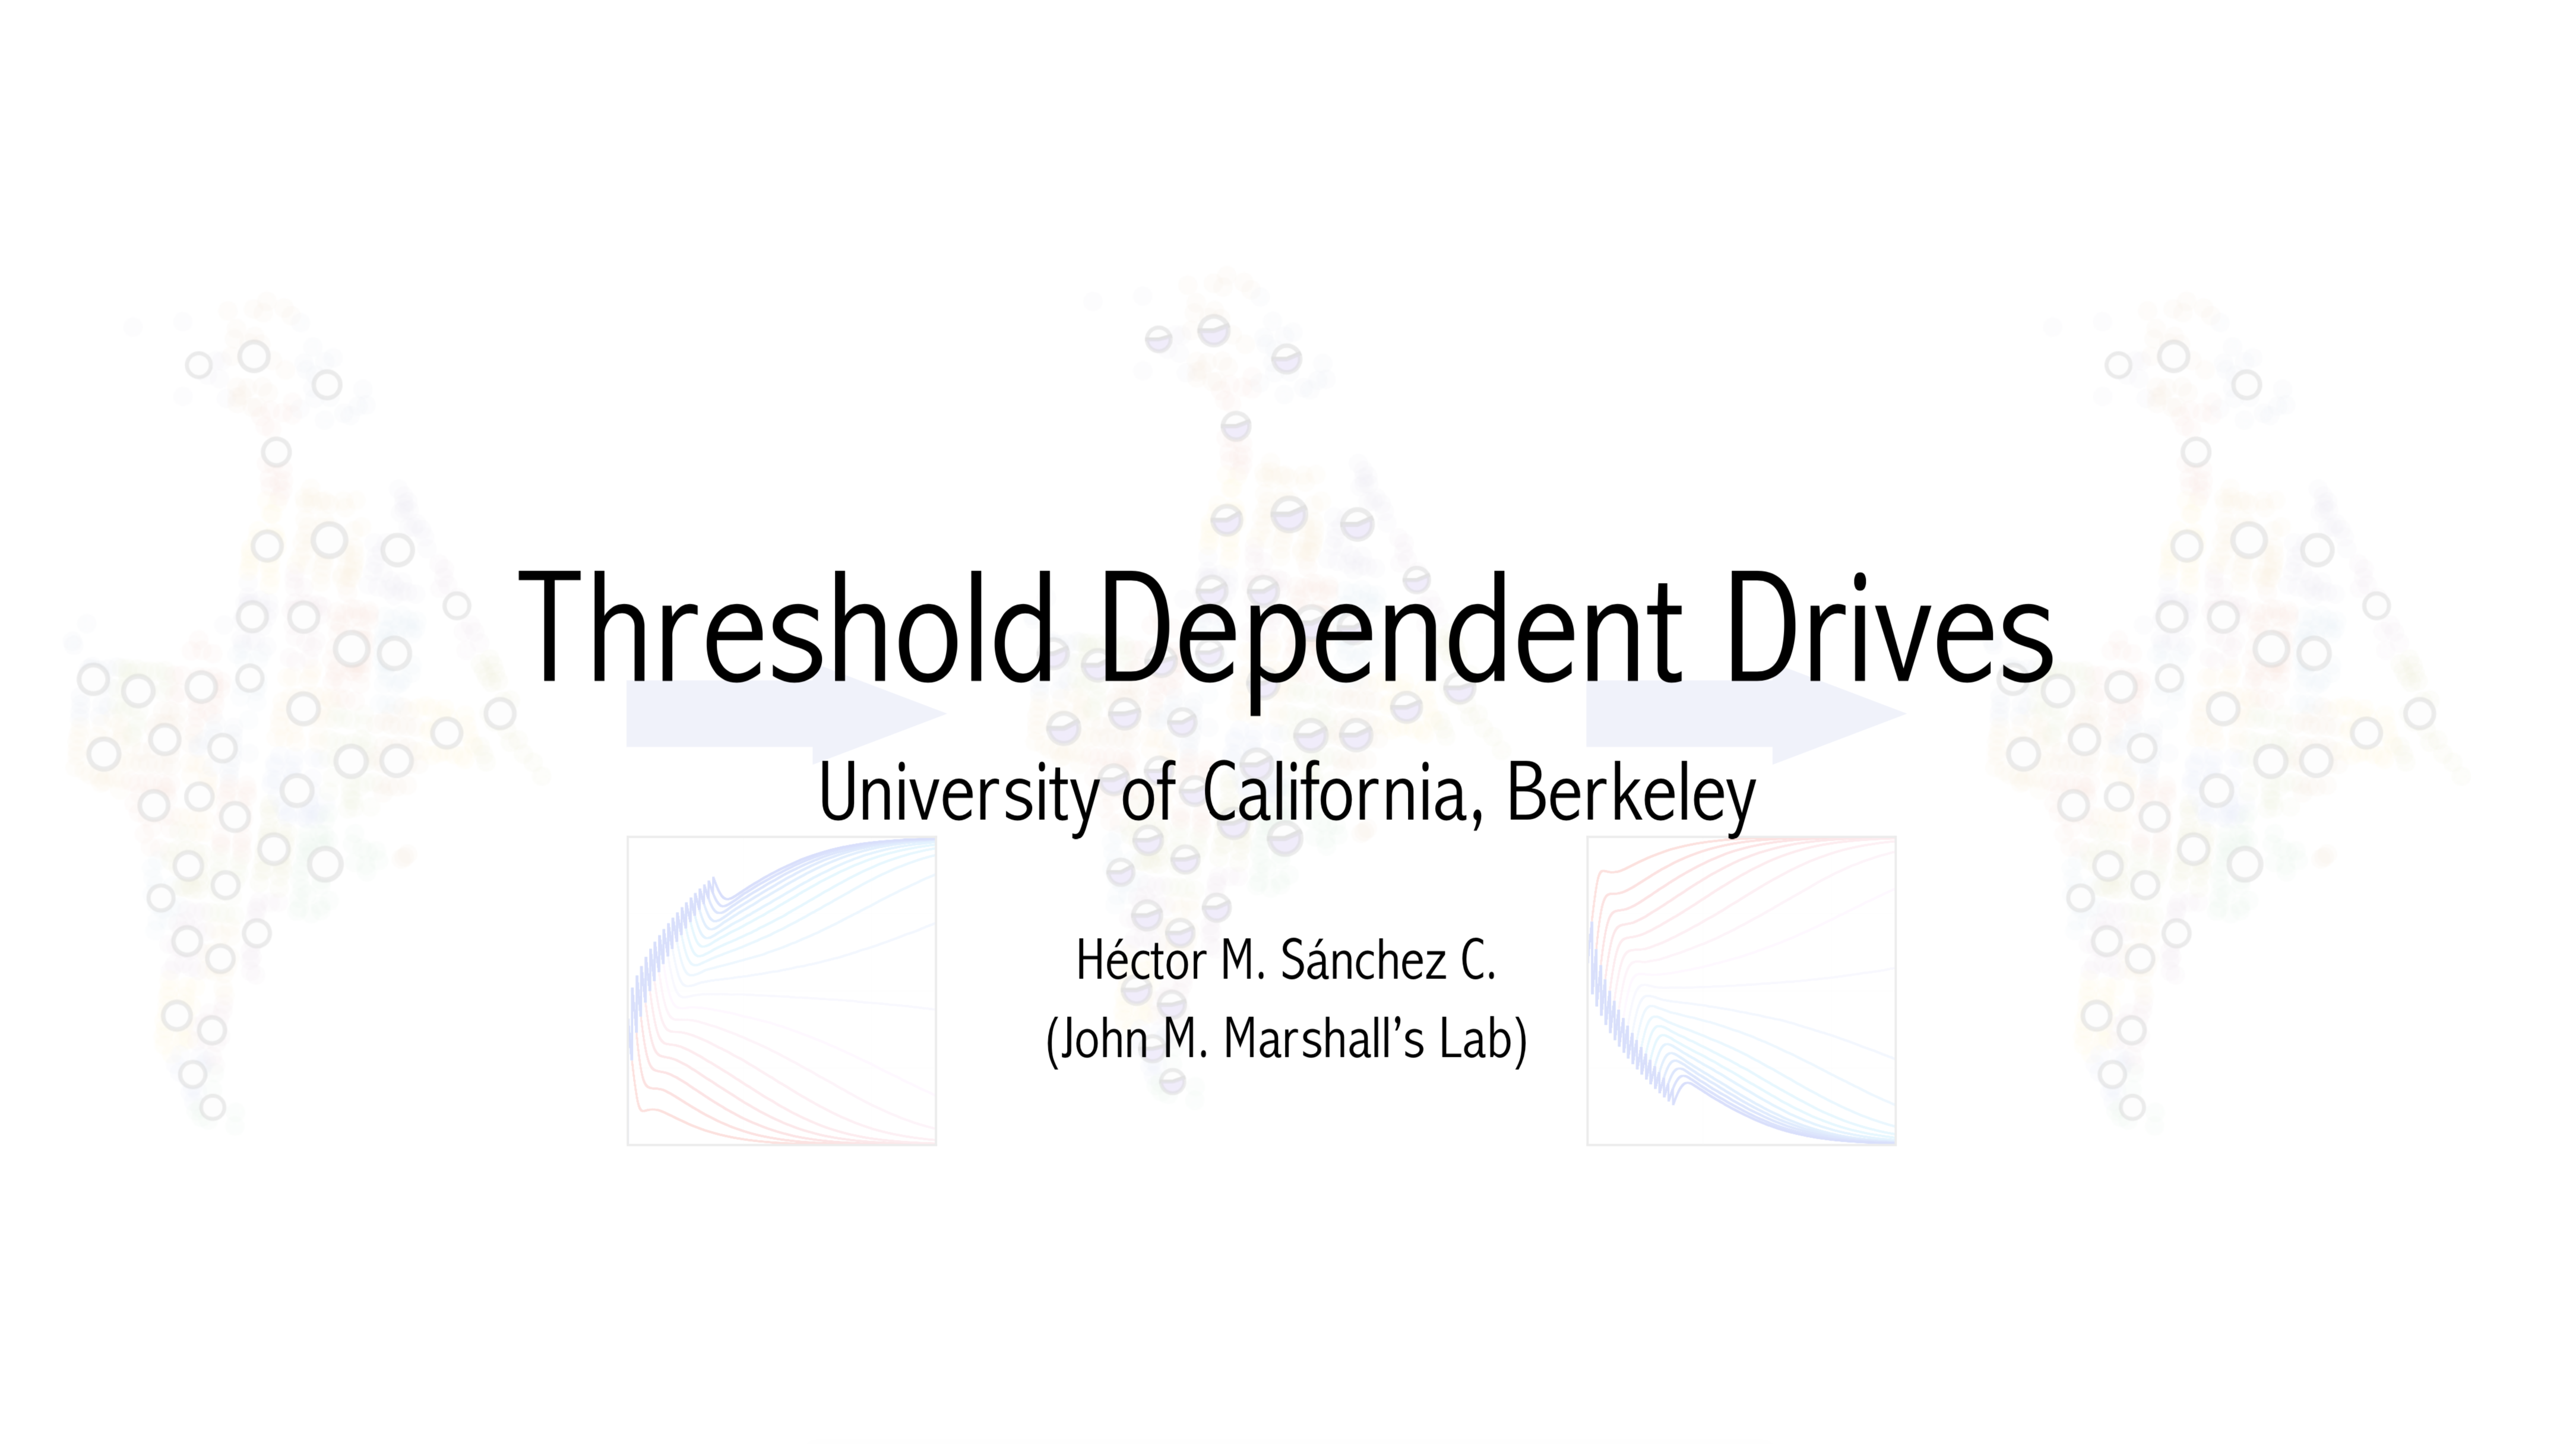 Threshold Dependent Drives
University of California, Berkeley
Héctor M. Sánchez C.
(John M. Marshall’s Lab)